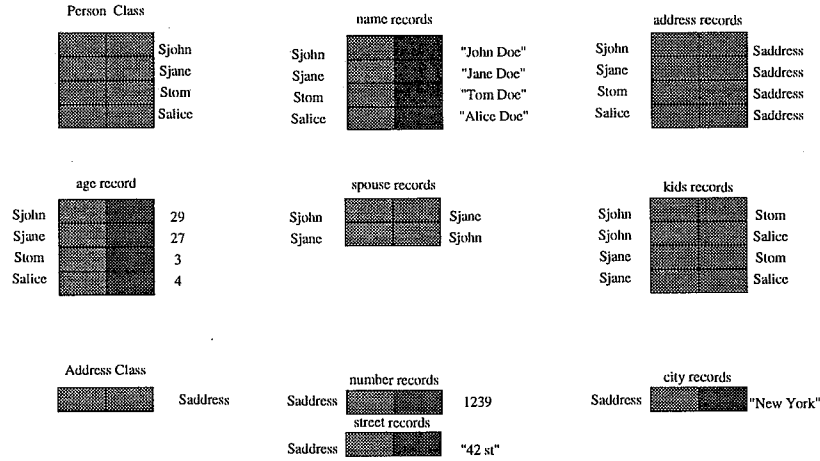 Person Class
Sjohn
Sjane
Stom
Salice
name records
Sjohn "John Doe"
Sjane "Jane Doe"
Stom "Tom Doe"
Salice "Alice Doe"
address records
Sjohn Saddress
Sjane Saddress
Stom Saddress
Salice Saddress
age record
Sjohn 29
Sjane 27
Stom 3
Salice 4
spouse records
Sjohn Sjane
Sjane Sjohn
kids records
Sjohn Stom
Sjohn Salice
Sjane Stom
Sjane Salice
Address Class
Saddress
number records
Saddress 1239
street records
Saddress "42 st"
city records
Saddress "New York"